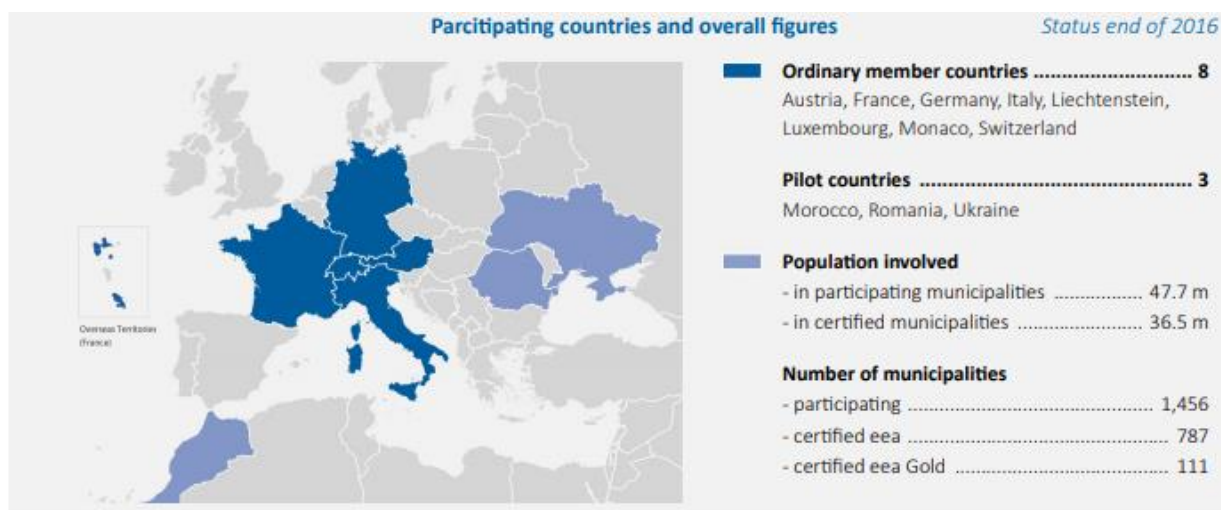 Parcitipating countries and overall figures
Status end of 2016
Ordinary member countries ............................ 8
Austria, France, Germany, Italy, Liechtenstein,
Luxembourg, Monaco, Switzerland
Pilot countries ................................................ 3
Morocco, Romania, Ukraine
Population involved
- in participating municipalities ................. 47.7 m
- in certified municipalities ........................ 36.5 m
Number of municipalities
- participating ............................................. 1,456
- certified eea ................................................ 787
- certified eea Gold ........................................ 111
Overseas Territories
(France)